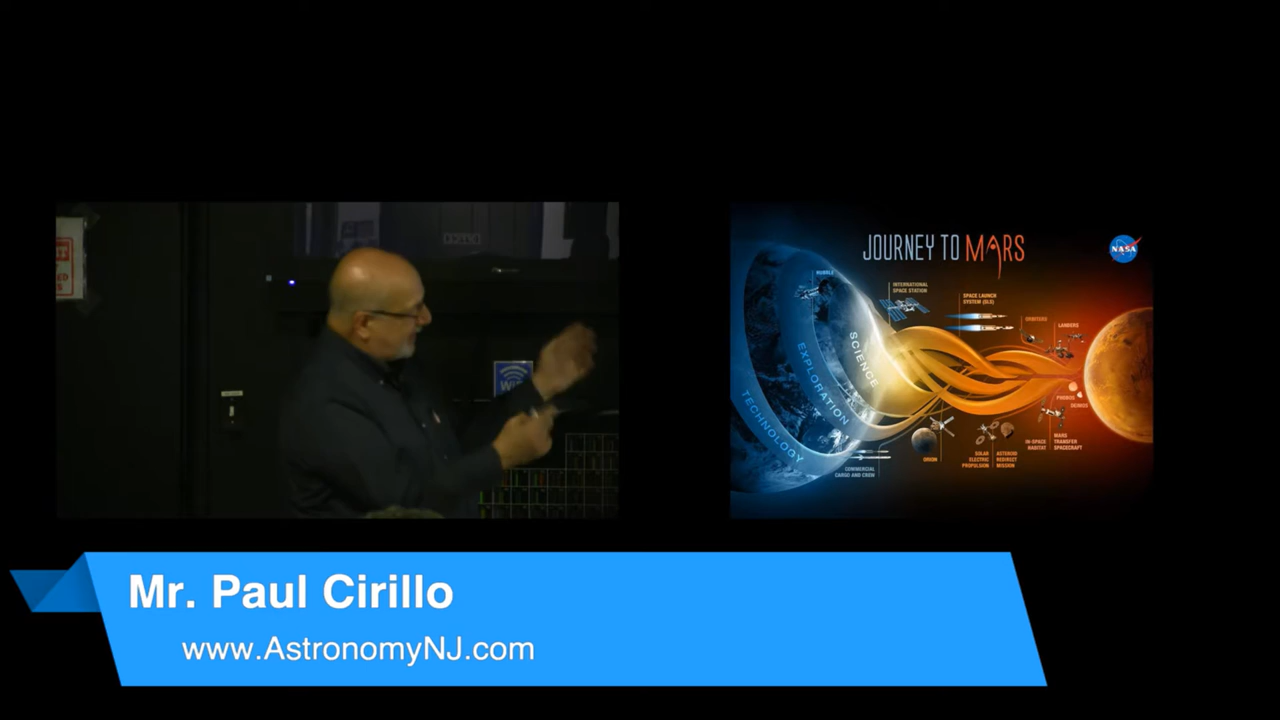 WiFi
JOURNEY TO MARS
NASA
HUBBLE
INTERNATIONAL
SPACE STATION
SPACE LAUNCH
SYSTEM (SLS)
ORBITERS
LANDERS
SCIENCE
EXPLORATION
TECHNOLOGY
PHOBOS
DEIMOS
COMMERCIAL
CARGO AND CREW
ORION
SOLAR
ELECTRIC
PROPULSION
ASTEROID
REDIRECT
MISSION
IN-SPACE
HABITAT
MARS
TRANSFER
SPACECRAFT
Mr. Paul Cirillo
www.AstronomyNJ.com